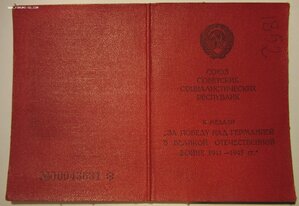 СОЮЗ
СОВЕТСКИХ
СОЦИАЛИСТИЧЕСКИХ
РЕСПУБЛИК
К МЕДАЛИ
„ЗА ПОБЕДУ НАД ГЕРМАНИЕЙ
В ВЕЛИКОЙ ОТЕЧЕСТВЕННОЙ
ВОЙНЕ 1941—1945 гг.“